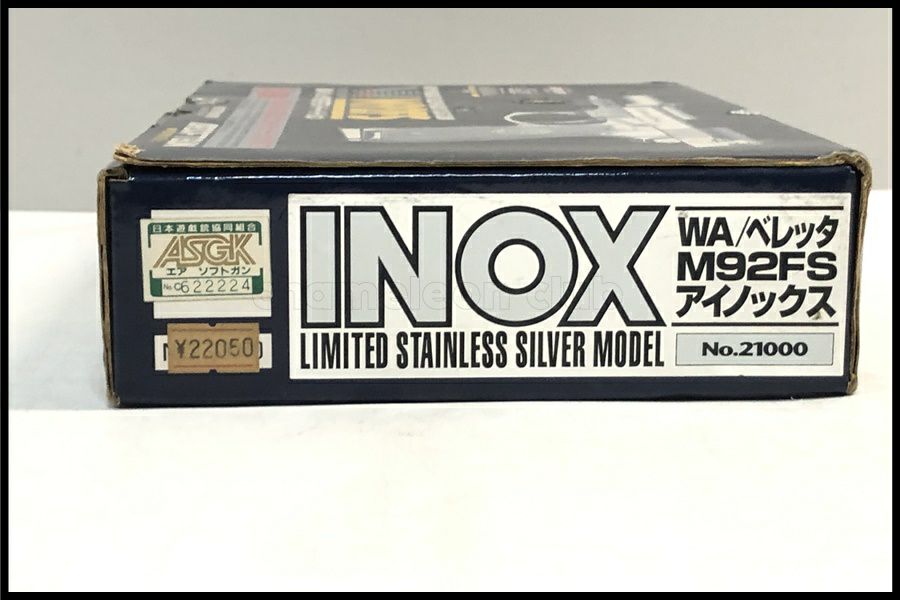 日本遊戯銃協同組合
ASGK
エア ソフトガン
No.C622224
¥22050
INOX
LIMITED STAINLESS SILVER MODEL
WA/ベレッタ
M92FS
アイノックス
No.21000
chameleon club